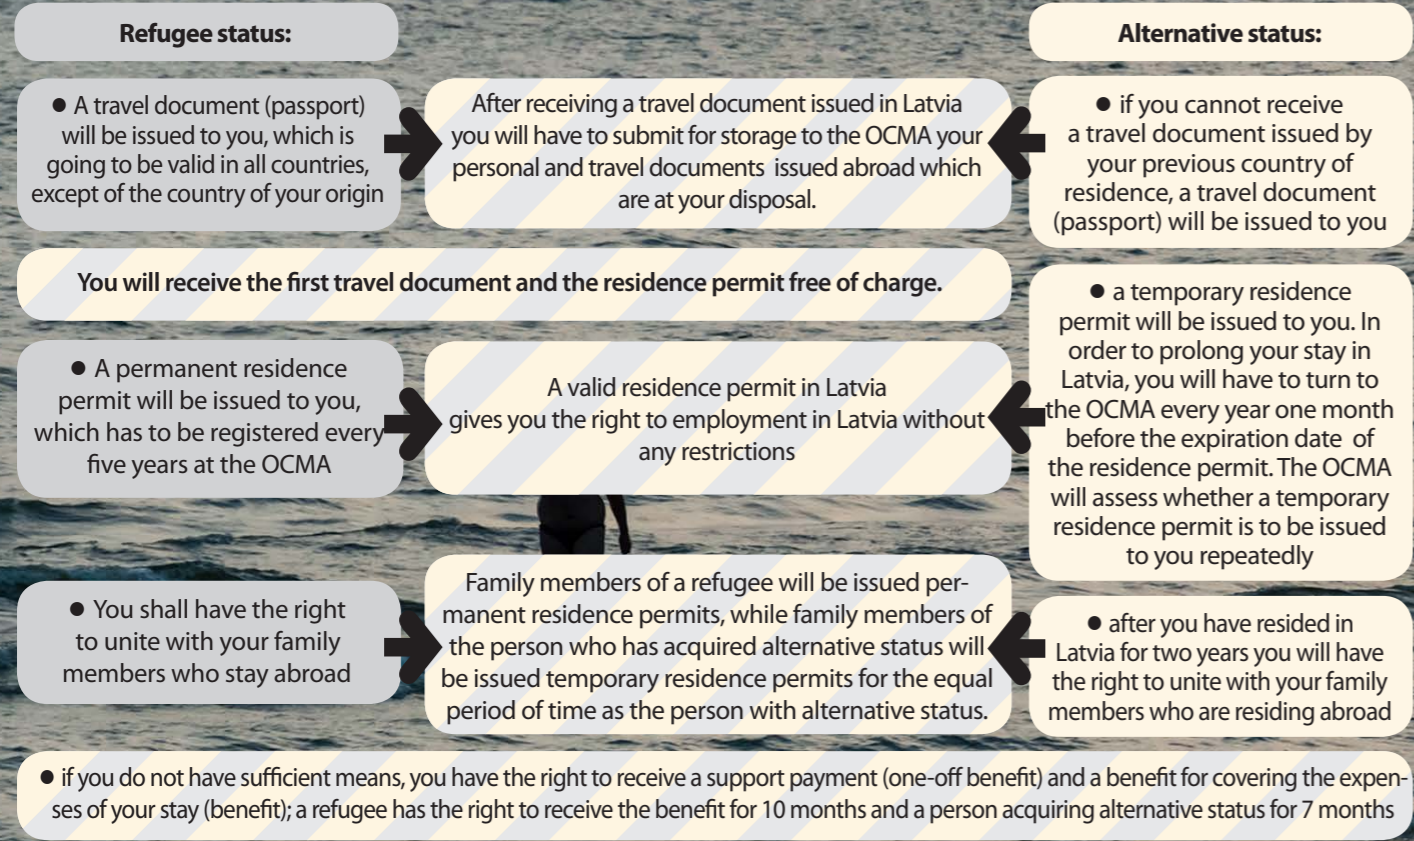 Refugee status:
Alternative status:
● A travel document (passport)
will be issued to you, which is
going to be valid in all countries,
except of the country of your origin
After receiving a travel document issued in Latvia
you will have to submit for storage to the OCMA your
personal and travel documents issued abroad which
are at your disposal.
● if you cannot receive
a travel document issued by
your previous country of
residence, a travel document
(passport) will be issued to you
You will receive the first travel document and the residence permit free of charge.
● A permanent residence
permit will be issued to you,
which has to be registered every
five years at the OCMA
A valid residence permit in Latvia
gives you the right to employment in Latvia without
any restrictions
● a temporary residence
permit will be issued to you. In
order to prolong your stay in
Latvia, you will have to turn to
the OCMA every year one month
before the expiration date of
the residence permit. The OCMA
will assess whether a temporary
residence permit is to be issued
to you repeatedly
● You shall have the right
to unite with your family
members who stay abroad
Family members of a refugee will be issued per-
manent residence permits, while family members of
the person who has acquired alternative status will
be issued temporary residence permits for the equal
period of time as the person with alternative status.
● after you have resided in
Latvia for two years you will have
the right to unite with your family
members who are residing abroad
● if you do not have sufficient means, you have the right to receive a support payment (one-off benefit) and a benefit for covering the expen-
ses of your stay (benefit); a refugee has the right to receive the benefit for 10 months and a person acquiring alternative status for 7 months